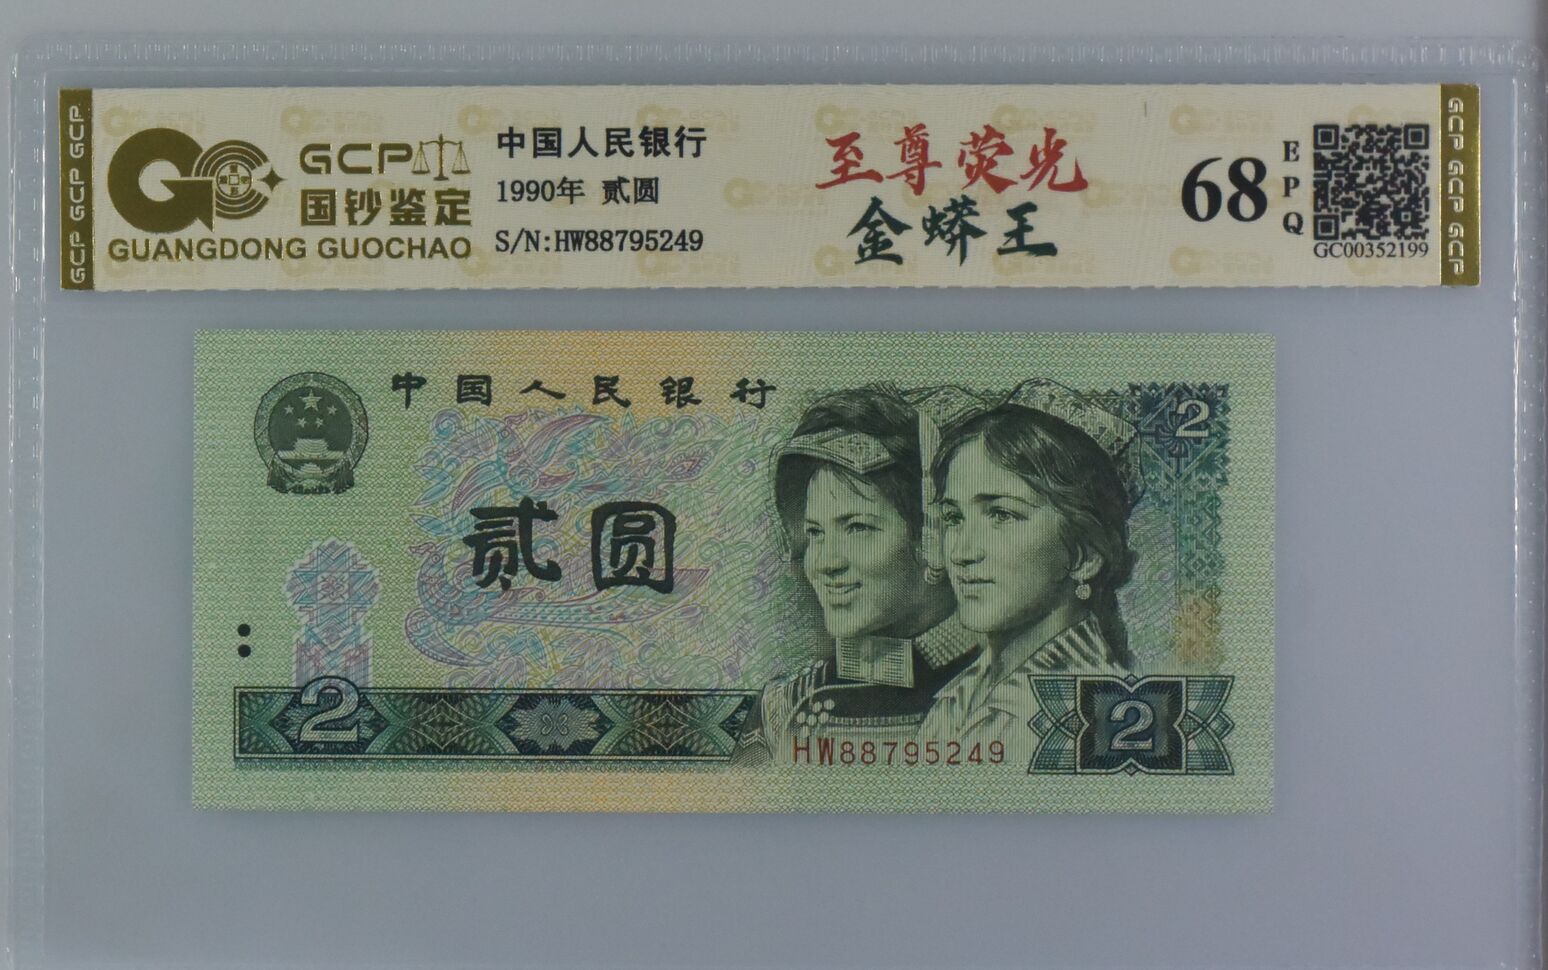 GCP
国钞鉴定
GUANGDONG GUOCHAO
中国人民银行
1990年 贰圆
S/N:HW88795249
至尊荧光
金蟒王
68
EPQ
GC00352199
GCP GCP GCP
GCP GCP GCP
中国人民银行
2
贰圆
2
HW88795249
2